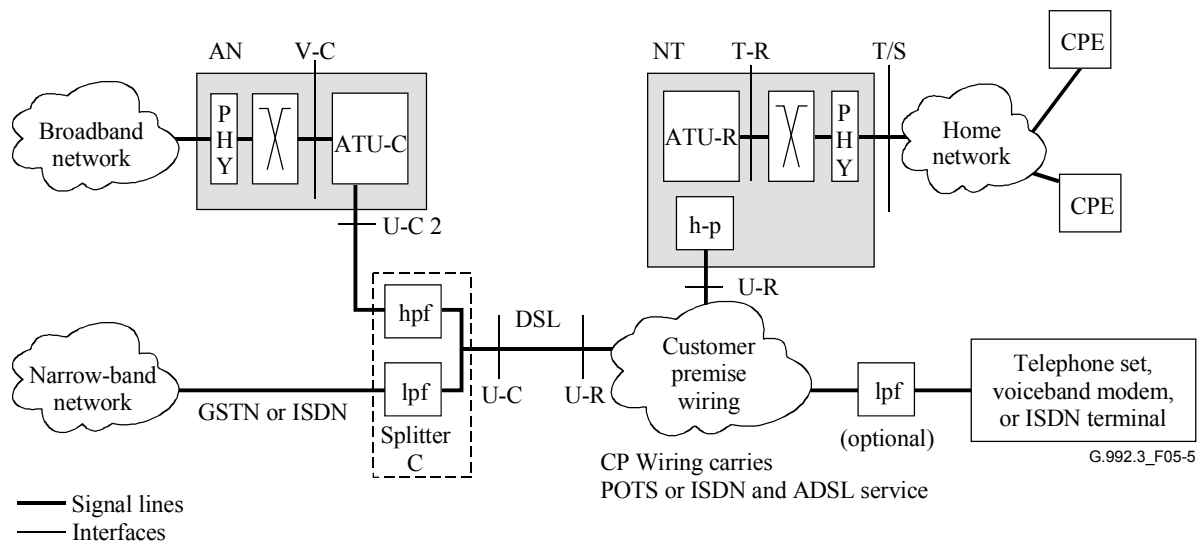 AN
V-C
NT
T-R
T/S
CPE
Broadband
network
P
H
Y
ATU-C
ATU-R
P
H
Y
Home
network
CPE
U-C 2
h-p
U-R
hpf
DSL
Narrow-band
network
GSTN or ISDN
lpf
Splitter
C
U-C
U-R
Customer
premise
wiring
lpf
(optional)
Telephone set,
voiceband modem,
or ISDN terminal
G.992.3_F05-5
CP Wiring carries
POTS or ISDN and ADSL service
Signal lines
Interfaces